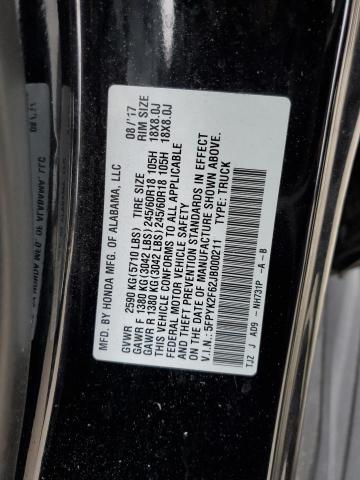 MFD. BY HONDA MFG. OF ALABAMA, LLC 08/'17
GVWR 2590 KG(5710 LBS) TIRE SIZE RIM SIZE
GAWR F 1380 KG(3042 LBS) 245/60R18 105H 18X8.0J
GAWR R 1380 KG(3042 LBS) 245/60R18 105H 18X8.0J
THIS VEHICLE CONFORMS TO ALL APPLICABLE
FEDERAL MOTOR VEHICLE SAFETY
AND THEFT PREVENTION STANDARDS IN EFFECT
ON THE DATE OF MANUFACTURE SHOWN ABOVE.
V.I.N.: 5FPYK2F62JB000211 TYPE: TRUCK
TJZ J FD9 -NH731P -A -B